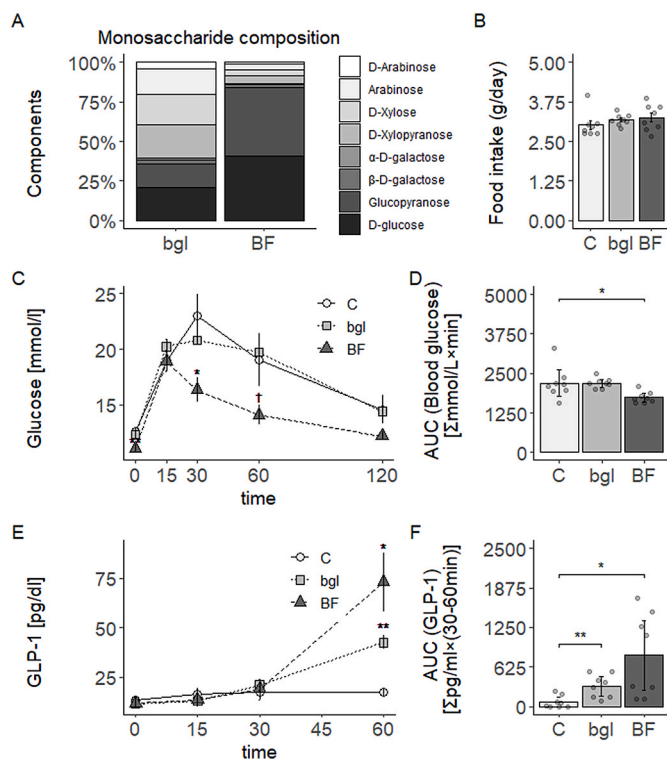 A
Monosaccharide composition
Components
100%
75%
50%
25%
0%
bgl
BF
D-Arabinose
Arabinose
D-Xylose
D-Xylopyranose
α-D-galactose
β-D-galactose
Glucopyranose
D-glucose
B
Food intake (g/day)
5.00
3.75
2.50
1.25
0.00
C
bgl
BF
C
Glucose [mmol/l]
25
20
15
C
bgl
BF
*
†
0
15
30
60
120
time
D
AUC (Blood glucose)
[Σmmol/L×min]
5000
3750
2500
1250
0
*
C
bgl
BF
E
GLP-1 [pg/dl]
75
50
25
C
bgl
BF
*
**
0
15
30
45
60
time
F
AUC (GLP-1)
[Σpg/ml×(30-60min)]
2500
1875
1250
625
0
*
**
C
bgl
BF